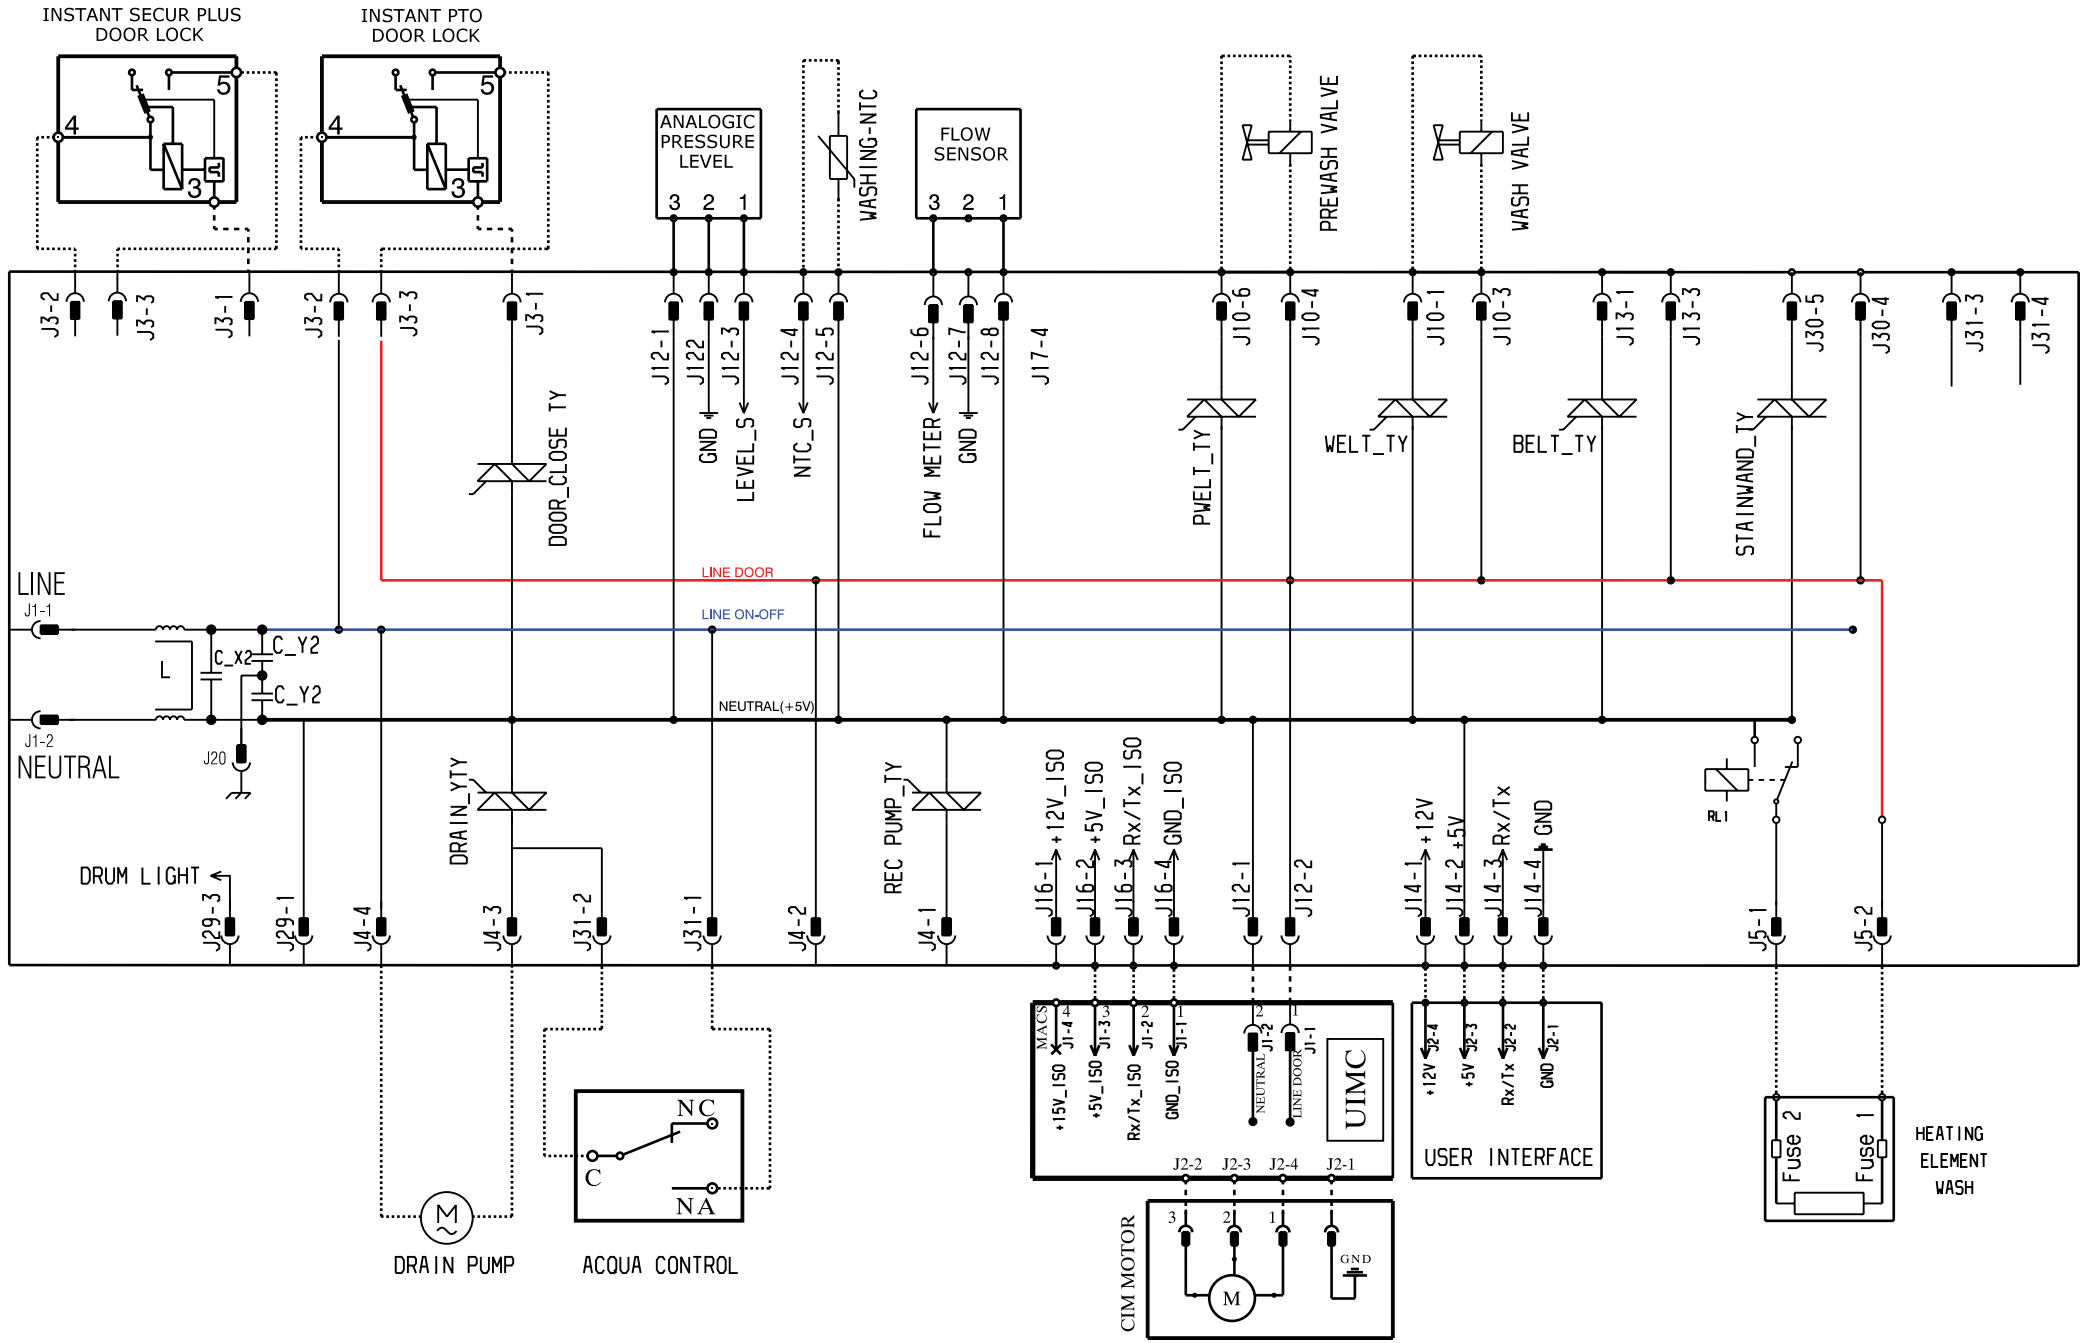 INSTANT SECUR PLUS
DOOR LOCK
INSTANT PTO
DOOR LOCK
5
4
3
5
4
3
ANALOGIC
PRESSURE
LEVEL
3 2 1
WASHING-NTC
FLOW
SENSOR
3 2 1
PREWASH VALVE
WASH VALVE
J3-2
J3-3
J3-1
J3-2
J3-3
J3-1
J12-1
J122
J12-3
J12-4
J12-5
J12-6
J12-7
J12-8
J17-4
J10-6
J10-4
J10-1
J10-3
J13-1
J13-3
J30-5
J30-4
J31-3
J31-4
DOOR_CLOSE TY
GND
LEVEL_S
NTC_S
FLOW METER
GND
PWELT_TY
WELT_TY
BELT_TY
STAINWAND_TY
LINE DOOR
LINE
J1-1
LINE ON-OFF
L
C_X2
C_Y2
C_Y2
NEUTRAL(+5V)
J1-2
NEUTRAL
J20
DRAIN_YTY
REC PUMP_TY
+12V_ISO
+5V_ISO
Rx/Tx_ISO
GND_ISO
+12V
+5V
Rx/Tx
GND
RL1
DRUM LIGHT
J29-3
J29-1
J4-4
J4-3
J31-2
J31-1
J4-2
J4-1
J16-1
J16-2
J16-3
J16-4
J12-1
J12-2
J14-1
J14-2
J14-3
J14-4
J5-1
J5-2
MACS
4 3 2 1 2 1
J1-4
J1-3
J1-2
J1-1
J1-2
J1-1
+15V_ISO
+5V_ISO
Rx/Tx_ISO
GND_ISO
NEUTRAL
LINE DOOR
UIMC
J2-4
J2-3
J2-2
J2-1
+12V
+5V
Rx/Tx
GND
USER INTERFACE
NC
C
NA
ACQUA CONTROL
M
DRAIN PUMP
J2-2 J2-3 J2-4 J2-1
3 2 1
GND
M
CIM MOTOR
Fuse 2
Fuse 1
HEATING
ELEMENT
WASH